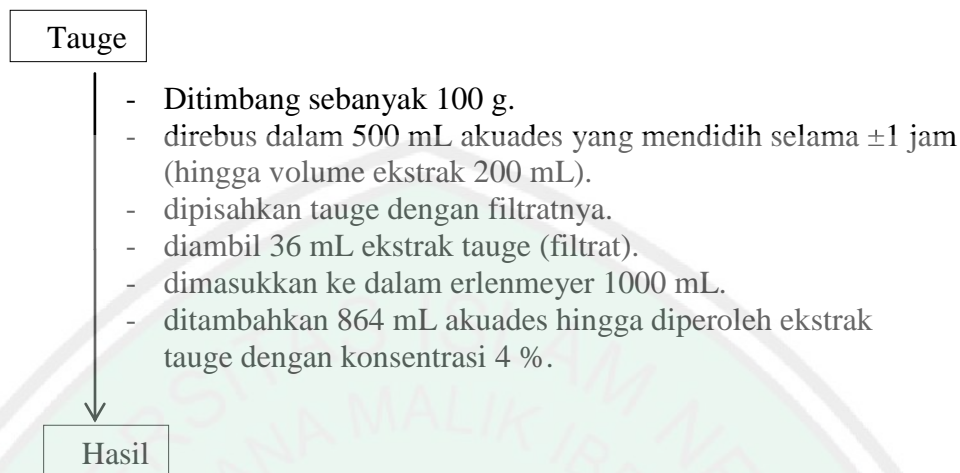 Tauge
- Ditimbang sebanyak 100 g.
- direbus dalam 500 mL akuades yang mendidih selama ±1 jam
(hingga volume ekstrak 200 mL).
- dipisahkan tauge dengan filtratnya.
- diambil 36 mL ekstrak tauge (filtrat).
- dimasukkan ke dalam erlenmeyer 1000 mL.
- ditambahkan 864 mL akuades hingga diperoleh ekstrak
tauge dengan konsentrasi 4 %.
Hasil